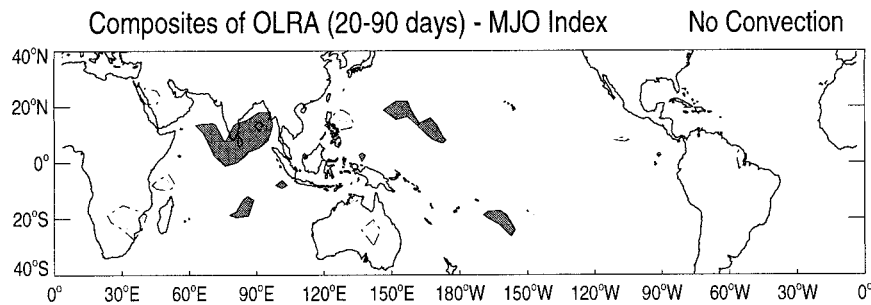 Composites of OLRA (20-90 days) - MJO Index No Convection
40°N
20°N
0°
20°S
40°S
0° 30°E 60°E 90°E 120°E 150°E 180° 150°W 120°W 90°W 60°W 30°W 0°